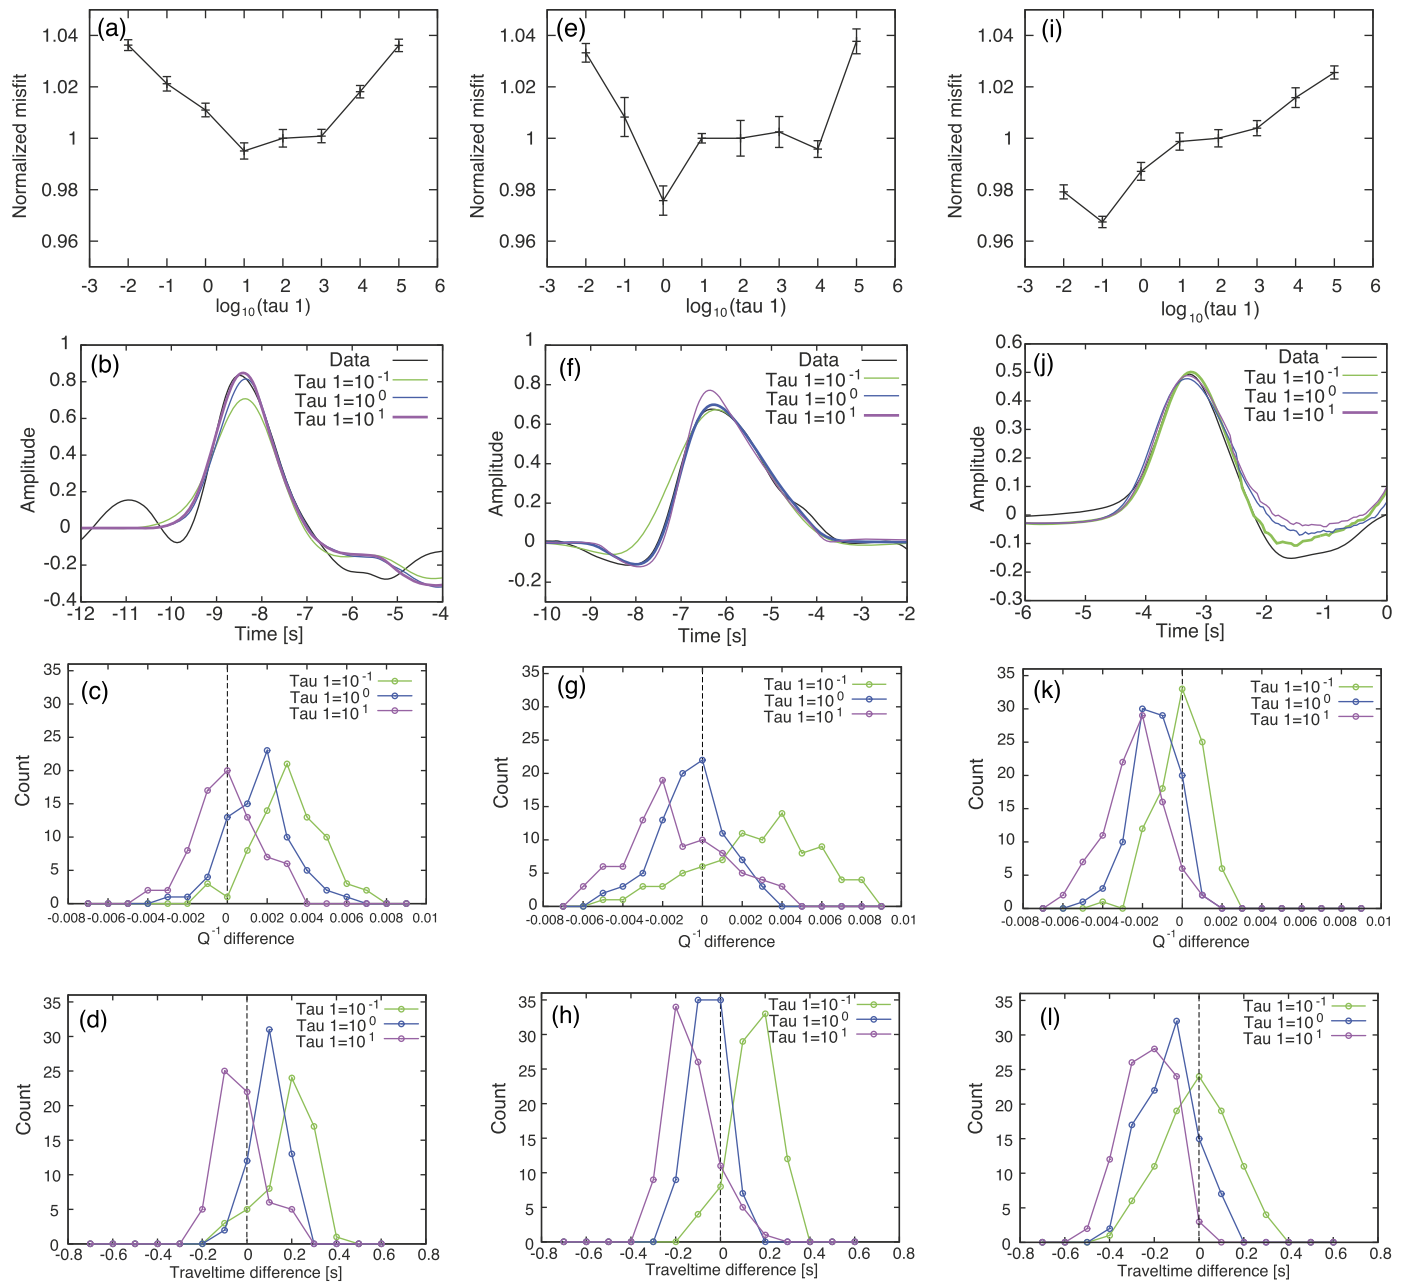 (a)
Normalized misfit
1.04
1.02
1
0.98
0.96
-3 -2 -1 0 1 2 3 4 5 6
log10(tau 1)
(e)
Normalized misfit
1.04
1.02
1
0.98
0.96
-3 -2 -1 0 1 2 3 4 5 6
log10(tau 1)
(i)
Normalized misfit
1.04
1.02
1
0.98
0.96
-3 -2 -1 0 1 2 3 4 5 6
log10(tau 1)
(b)
Data
Tau 1=10-1
Tau 1=100
Tau 1=101
Amplitude
1
0.8
0.6
0.4
0.2
0
-0.2
-0.4
-12 -11 -10 -9 -8 -7 -6 -5 -4
Time [s]
(f)
Data
Tau 1=10-1
Tau 1=100
Tau 1=101
Amplitude
1
0.8
0.6
0.4
0.2
0
-0.2
-10 -9 -8 -7 -6 -5 -4 -3 -2
Time [s]
(j)
Data
Tau 1=10-1
Tau 1=100
Tau 1=101
Amplitude
0.6
0.5
0.4
0.3
0.2
0.1
0
-0.1
-0.2
-0.3
-6 -5 -4 -3 -2 -1 0
Time [s]
(c)
Tau 1=10-1
Tau 1=100
Tau 1=101
Count
35
30
25
20
15
10
5
0
-0.008 -0.006 -0.004 -0.002 0 0.002 0.004 0.006 0.008 0.01
Q-1 difference
(g)
Tau 1=10-1
Tau 1=100
Tau 1=101
Count
35
30
25
20
15
10
5
0
-0.008 -0.006 -0.004 -0.002 0 0.002 0.004 0.006 0.008 0.01
Q-1 difference
(k)
Tau 1=10-1
Tau 1=100
Tau 1=101
Count
35
30
25
20
15
10
5
0
-0.008 -0.006 -0.004 -0.002 0 0.002 0.004 0.006 0.008 0.01
Q-1 difference
(d)
Tau 1=10-1
Tau 1=100
Tau 1=101
Count
35
30
25
20
15
10
5
0
-0.8 -0.6 -0.4 -0.2 0 0.2 0.4 0.6 0.8
Traveltime difference [s]
(h)
Tau 1=10-1
Tau 1=100
Tau 1=101
Count
35
30
25
20
15
10
5
0
-0.8 -0.6 -0.4 -0.2 0 0.2 0.4 0.6 0.8
Traveltime difference [s]
(l)
Tau 1=10-1
Tau 1=100
Tau 1=101
Count
35
30
25
20
15
10
5
0
-0.8 -0.6 -0.4 -0.2 0 0.2 0.4 0.6 0.8
Traveltime difference [s]